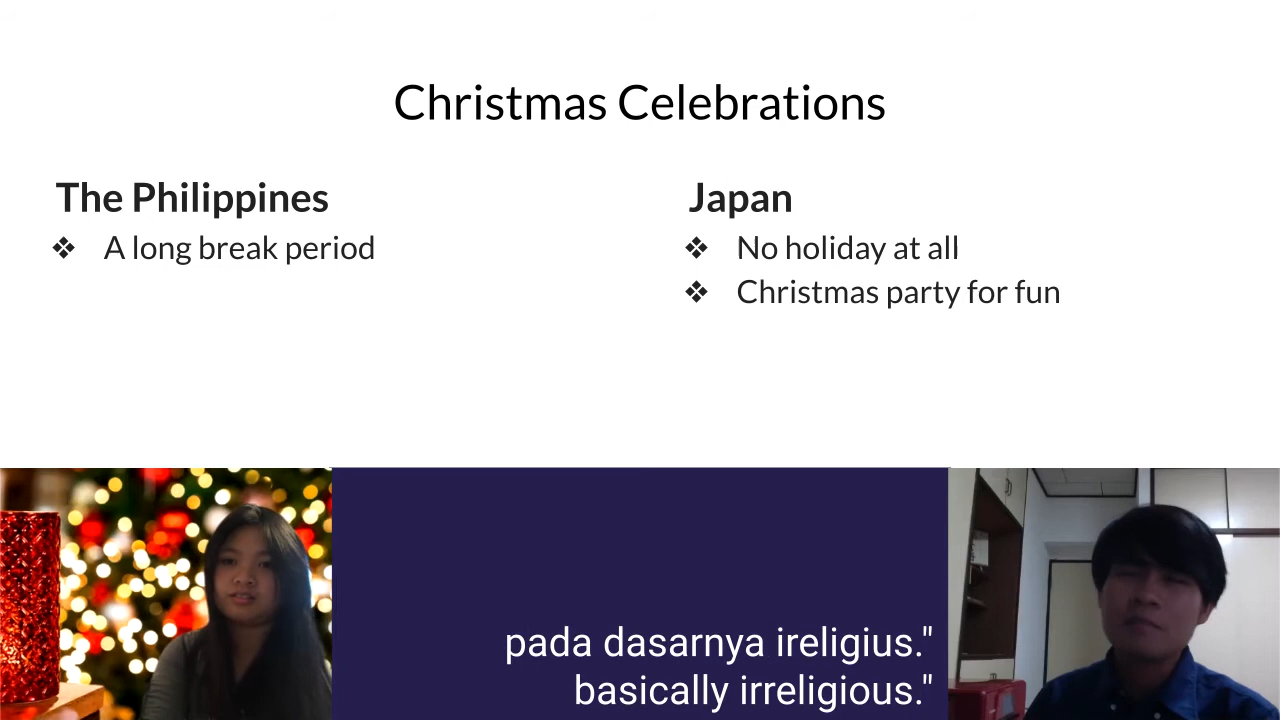 Christmas Celebrations
The Philippines
❖ A long break period
Japan
❖ No holiday at all
❖ Christmas party for fun
pada dasarnya ireligius."
basically irreligious."